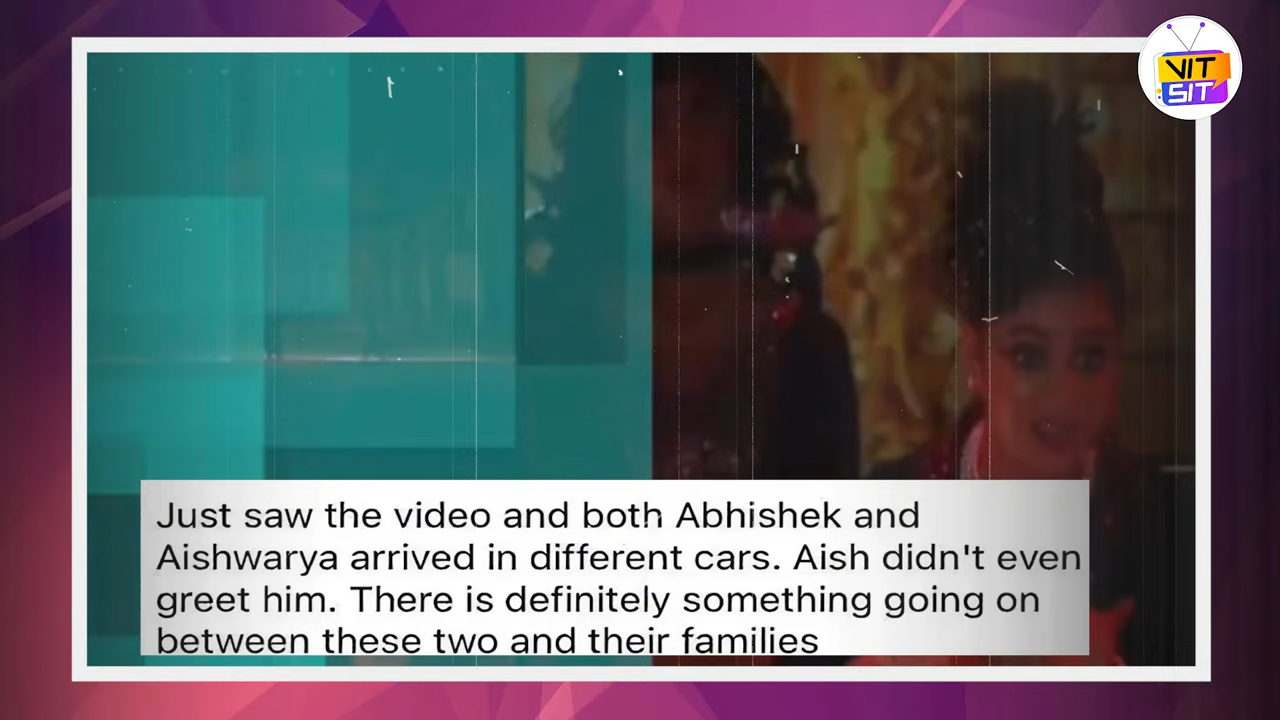 VIT
SIT
Just saw the video and both Abhishek and
Aishwarya arrived in different cars. Aish didn't even
greet him. There is definitely something going on
between these two and their families